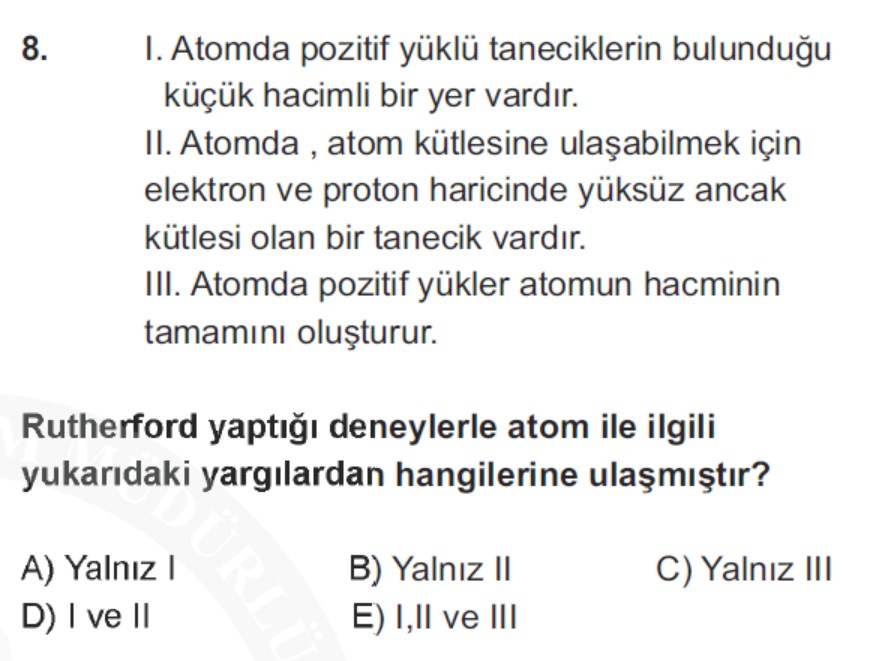 8. I. Atomda pozitif yüklü taneciklerin bulunduğu
küçük hacimli bir yer vardır.
II. Atomda , atom kütlesine ulaşabilmek için
elektron ve proton haricinde yüksüz ancak
kütlesi olan bir tanecik vardır.
III. Atomda pozitif yükler atomun hacminin
tamamını oluşturur.
Rutherford yaptığı deneylerle atom ile ilgili
yukarıdaki yargılardan hangilerine ulaşmıştır?
A) Yalnız I B) Yalnız II C) Yalnız III
D) I ve II E) I,II ve III